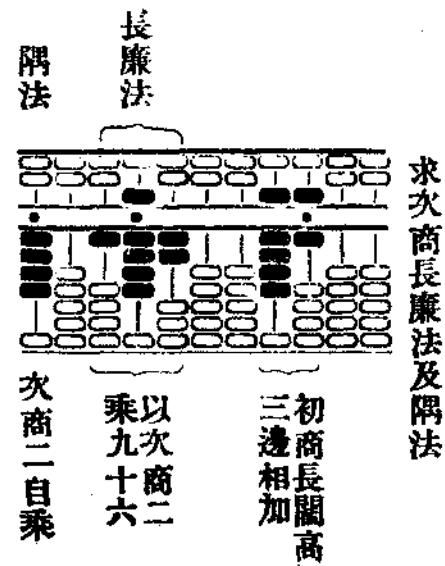 求次商長廉法及隅法
初商長闊高
三邊相加
長廉法
以次商二
乘九十六
隅法
次商二自乘